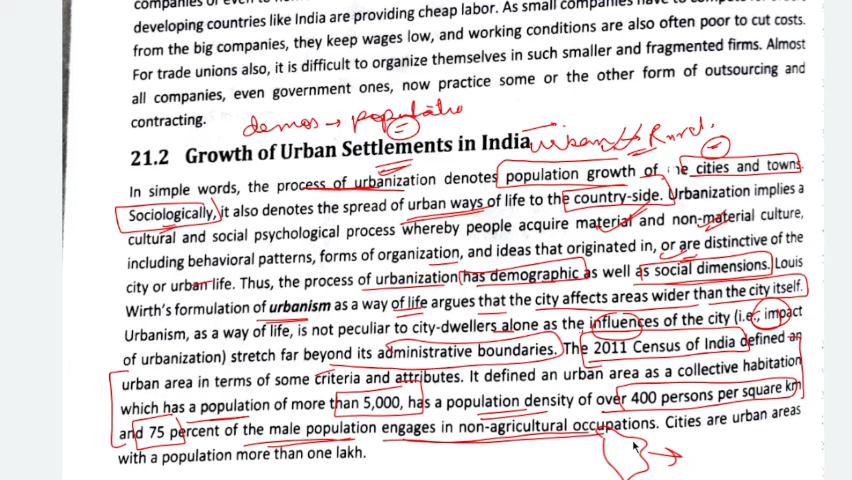 developing countries like India are providing cheap labor. As small companies have to
from the big companies, they keep wages low, and working conditions are also often poor to cut costs.
For trade unions also, it is difficult to organize themselves in such smaller and fragmented firms. Almost
all companies, even government ones, now practice some or the other form of outsourcing and
contracting.
demos → population
Urban Rural.
21.2 Growth of Urban Settlements in India
In simple words, the process of urbanization denotes population growth of the cities and towns.
Sociologically, it also denotes the spread of urban ways of life to the country-side. Urbanization implies a
cultural and social psychological process whereby people acquire material and non-material culture,
including behavioral patterns, forms of organization, and ideas that originated in, or are distinctive of the
city or urban life. Thus, the process of urbanization has demographic as well as social dimensions. Louis
Wirth's formulation of urbanism as a way of life argues that the city affects areas wider than the city itself.
Urbanism, as a way of life, is not peculiar to city-dwellers alone as the influences of the city (i.e., impact
of urbanization) stretch far beyond its administrative boundaries. The 2011 Census of India defined an
urban area in terms of some criteria and attributes. It defined an urban area as a collective habitation
which has a population of more than 5,000, has a population density of over 400 persons per square km
and 75 percent of the male population engages in non-agricultural occupations. Cities are urban areas
with a population more than one lakh.